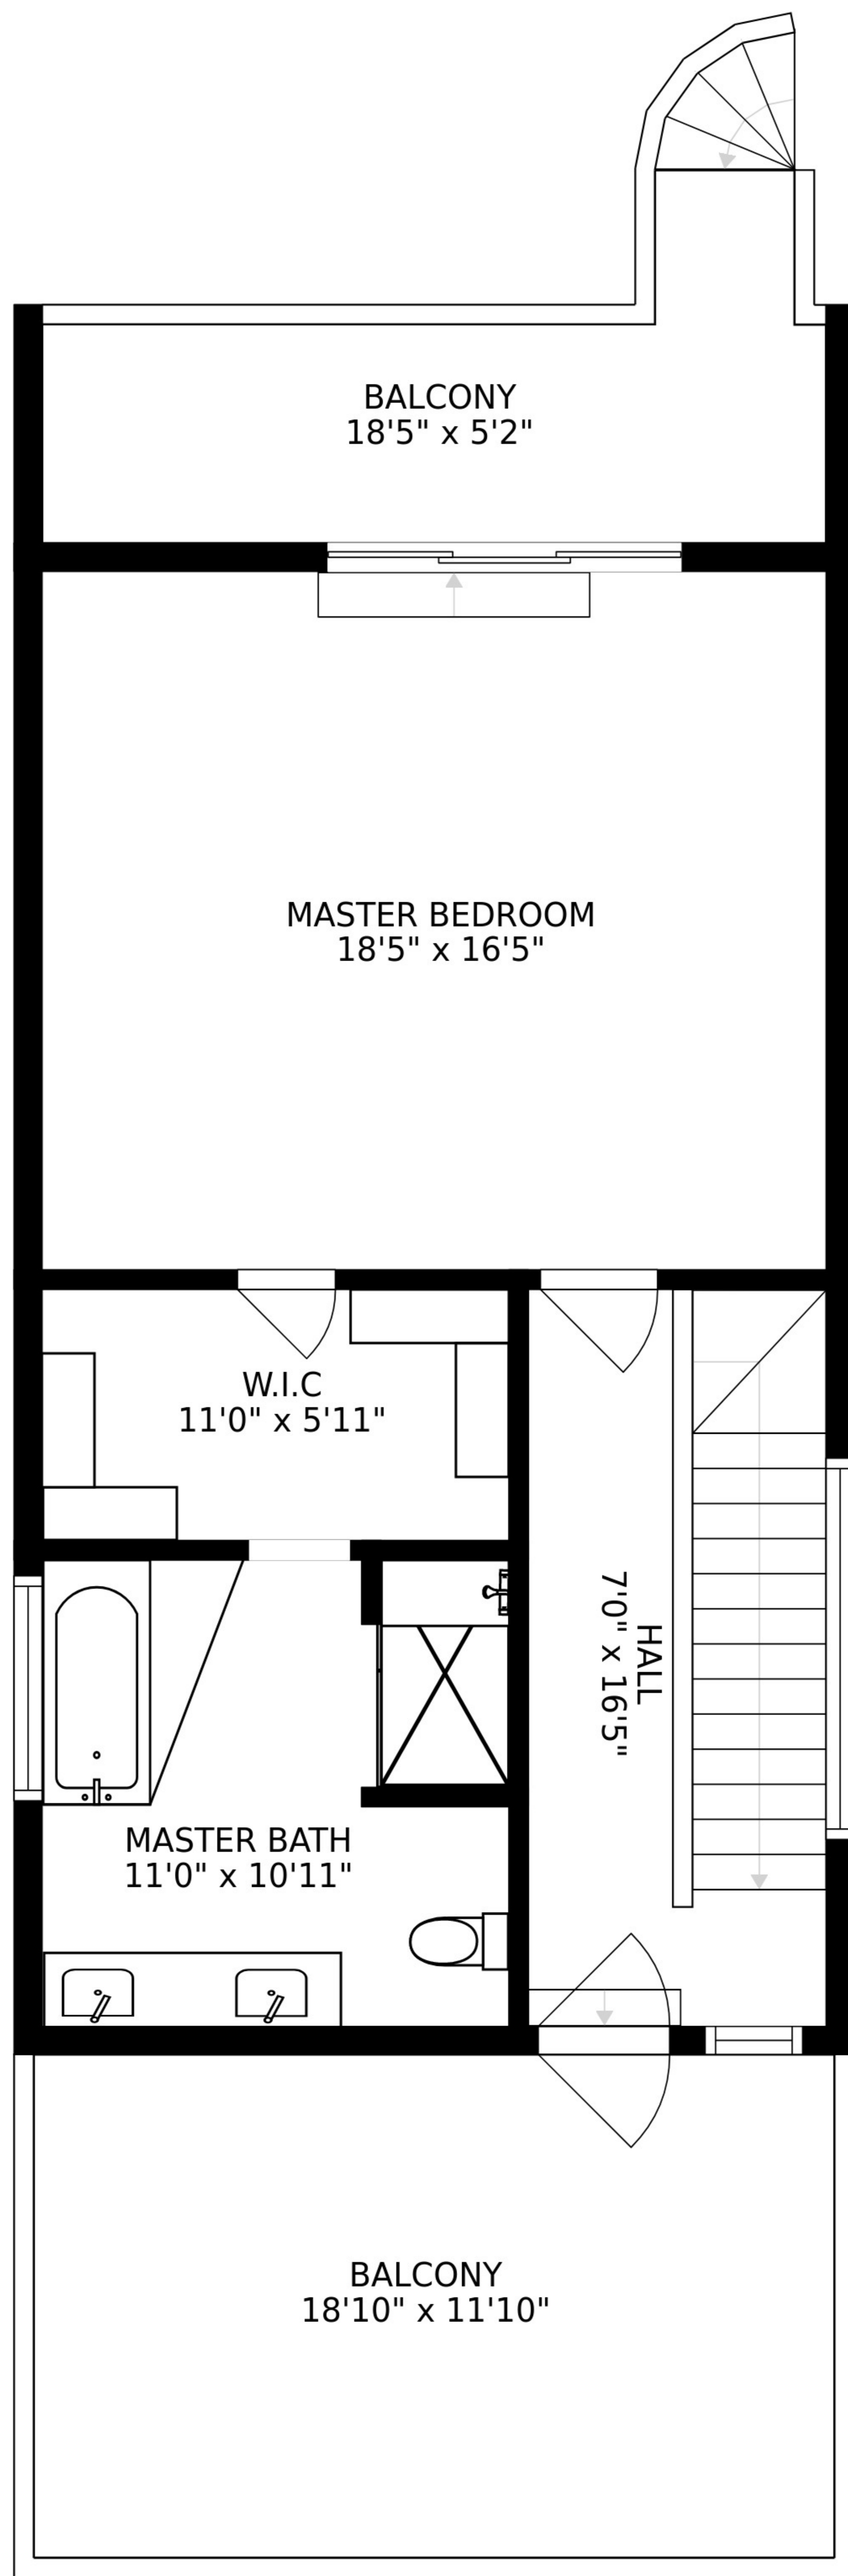 BALCONY
18'5" x 5'2"
MASTER BEDROOM
18'5" x 16'5"
W.I.C
11'0" x 5'11"
HALL
7'0" x 16'5"
MASTER BATH
11'0" x 10'11"
BALCONY
18'10" x 11'10"